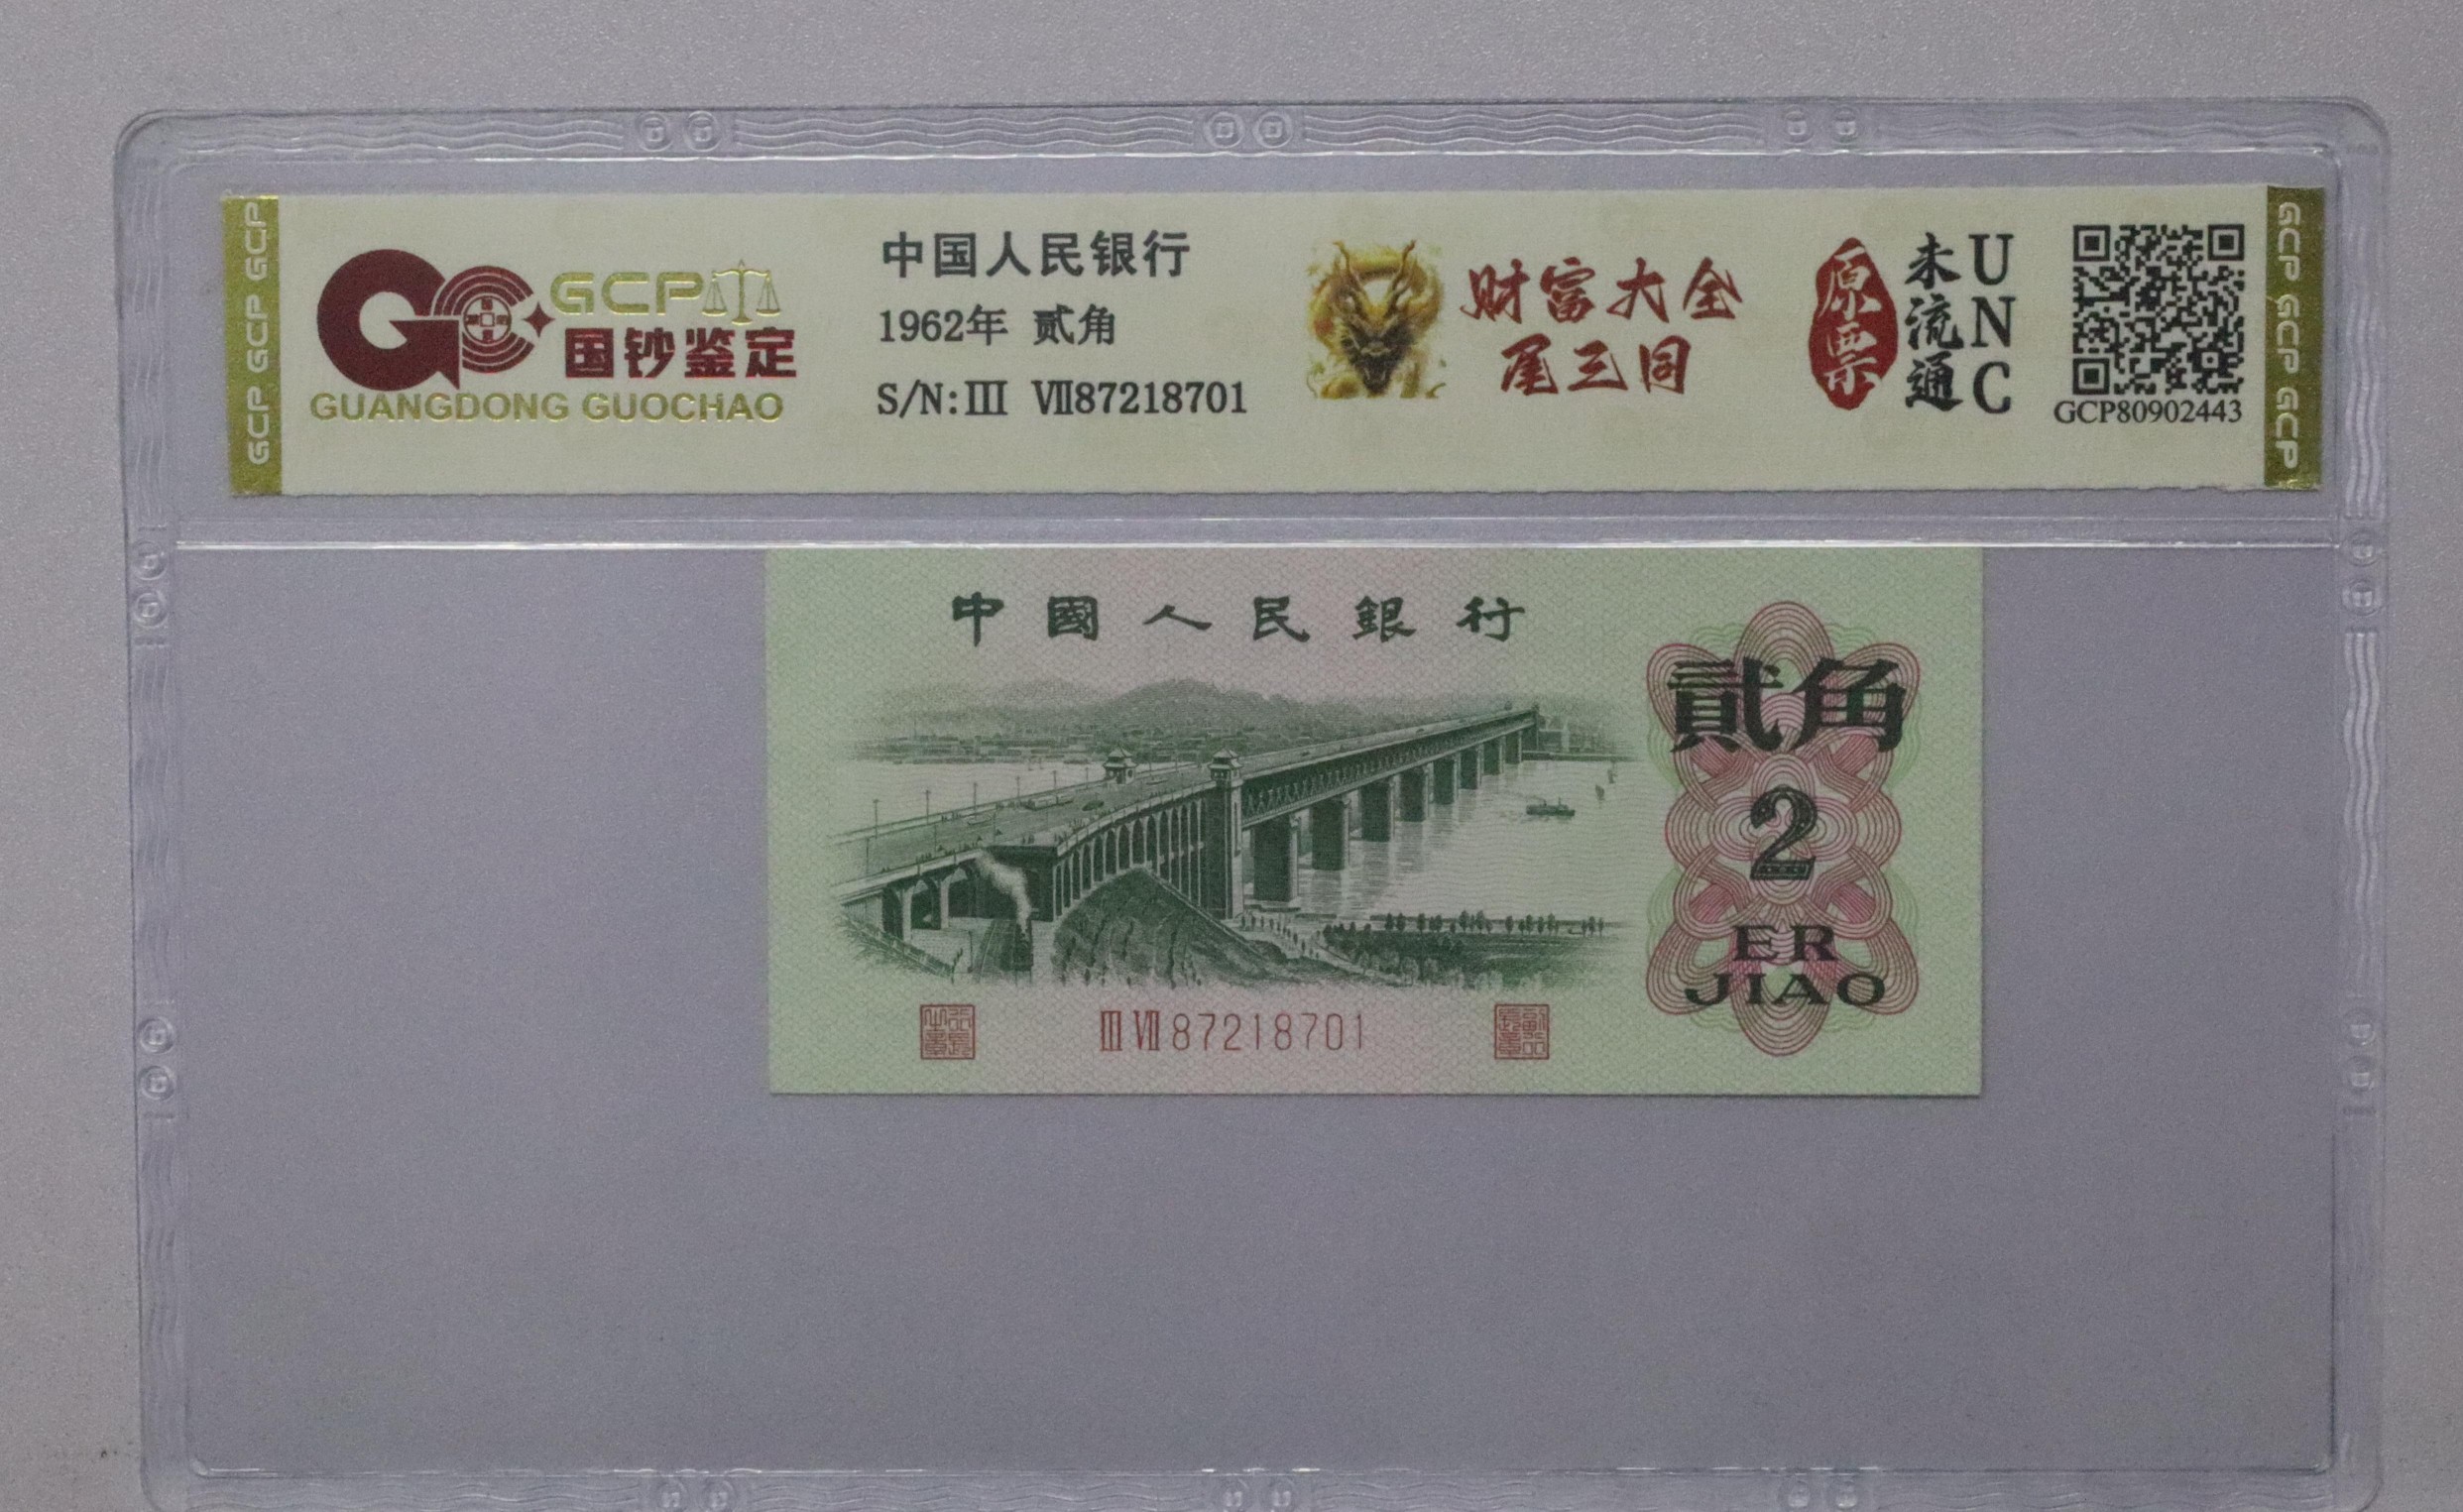 GCP GCP GCP
GCP
国钞鉴定
GUANGDONG GUOCHAO
中国人民银行
1962年 贰角
S/N:Ⅲ Ⅶ87218701
财富大全
尾三同
原票
未流通
UNC
GCP80902443
GCP GCP GCP
中國人民銀行
貳角
2
ER
JIAO
ⅢⅦ87218701